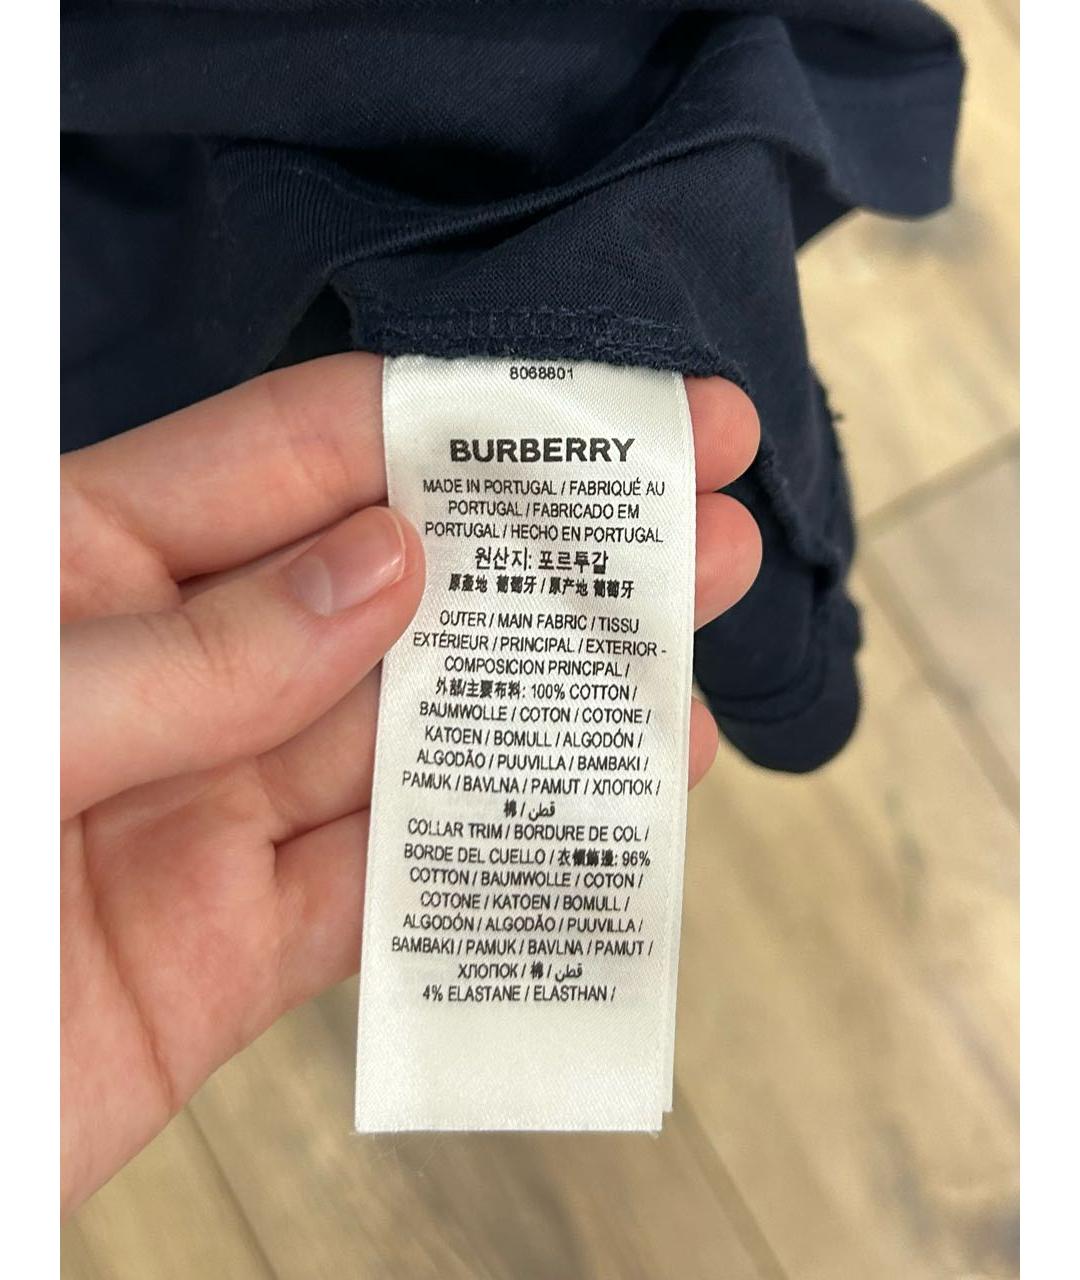 8068801
BURBERRY
MADE IN PORTUGAL / FABRIQUÉ AU
PORTUGAL / FABRICADO EM
PORTUGAL / HECHO EN PORTUGAL
원산지: 포르투갈
原產地 葡萄牙 / 原产地 葡萄牙
OUTER / MAIN FABRIC / TISSU
EXTÉRIEUR / PRINCIPAL / EXTERIOR -
COMPOSICION PRINCIPAL /
外部/主要布料: 100% COTTON /
BAUMWOLLE / COTON / COTONE /
KATOEN / BOMULL / ALGODÓN /
ALGODÃO / PUUVILLA / BAMBAKI /
PAMUK / BAVLNA / PAMUT / ХЛОПОК /
棉 / قطن /
COLLAR TRIM / BORDURE DE COL /
BORDE DEL CUELLO / 衣領飾邊: 96%
COTTON / BAUMWOLLE / COTON /
COTONE / KATOEN / BOMULL /
ALGODÓN / ALGODÃO / PUUVILLA /
BAMBAKI / PAMUK / BAVLNA / PAMUT /
ХЛОПОК / 棉 / قطن
4% ELASTANE / ELASTHAN /